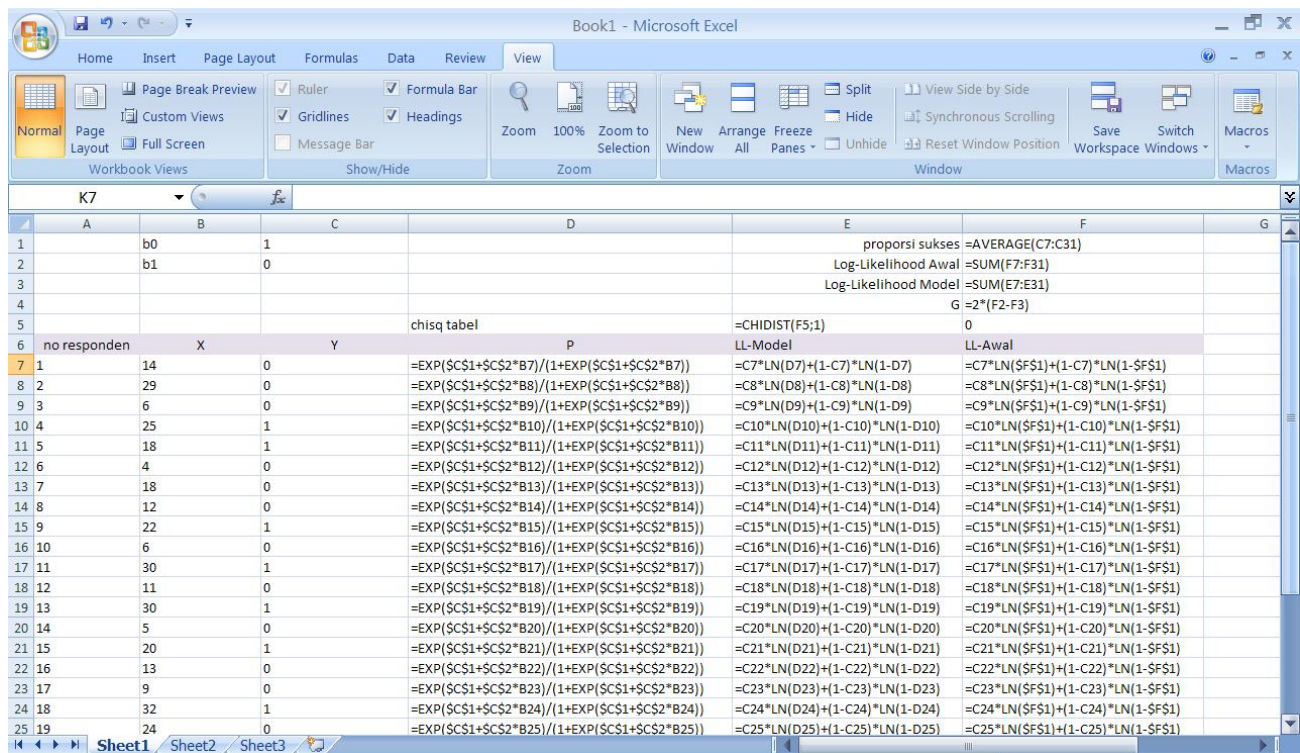 Book1 - Microsoft Excel
Home Insert Page Layout Formulas Data Review View
Normal
Page Layout
Page Break Preview
Custom Views
Full Screen
Workbook Views
Ruler
Gridlines
Message Bar
Formula Bar
Headings
Show/Hide
Zoom
100%
Zoom to Selection
Zoom
New Window
Arrange All
Freeze Panes
Split
Hide
Unhide
View Side by Side
Synchronous Scrolling
Reset Window Position
Save Workspace
Switch Windows
Window
Macros
Macros
K7 fx
A B C D E F G
1 b0 1 proporsi sukses =AVERAGE(C7:C31)
2 b1 0 Log-Likelihood Awal =SUM(F7:F31)
3 Log-Likelihood Model =SUM(E7:E31)
4 G =2*(F2-F3)
5 chisq tabel =CHIDIST(F5;1) 0
6 no responden X Y P LL-Model LL-Awal
7 1 14 0 =EXP($C$1+$C$2*B7)/(1+EXP($C$1+$C$2*B7)) =C7*LN(D7)+(1-C7)*LN(1-D7) =C7*LN($F$1)+(1-C7)*LN(1-$F$1)
8 2 29 0 =EXP($C$1+$C$2*B8)/(1+EXP($C$1+$C$2*B8)) =C8*LN(D8)+(1-C8)*LN(1-D8) =C8*LN($F$1)+(1-C8)*LN(1-$F$1)
9 3 6 0 =EXP($C$1+$C$2*B9)/(1+EXP($C$1+$C$2*B9)) =C9*LN(D9)+(1-C9)*LN(1-D9) =C9*LN($F$1)+(1-C9)*LN(1-$F$1)
10 4 25 1 =EXP($C$1+$C$2*B10)/(1+EXP($C$1+$C$2*B10)) =C10*LN(D10)+(1-C10)*LN(1-D10) =C10*LN($F$1)+(1-C10)*LN(1-$F$1)
11 5 18 1 =EXP($C$1+$C$2*B11)/(1+EXP($C$1+$C$2*B11)) =C11*LN(D11)+(1-C11)*LN(1-D11) =C11*LN($F$1)+(1-C11)*LN(1-$F$1)
12 6 4 0 =EXP($C$1+$C$2*B12)/(1+EXP($C$1+$C$2*B12)) =C12*LN(D12)+(1-C12)*LN(1-D12) =C12*LN($F$1)+(1-C12)*LN(1-$F$1)
13 7 18 0 =EXP($C$1+$C$2*B13)/(1+EXP($C$1+$C$2*B13)) =C13*LN(D13)+(1-C13)*LN(1-D13) =C13*LN($F$1)+(1-C13)*LN(1-$F$1)
14 8 12 0 =EXP($C$1+$C$2*B14)/(1+EXP($C$1+$C$2*B14)) =C14*LN(D14)+(1-C14)*LN(1-D14) =C14*LN($F$1)+(1-C14)*LN(1-$F$1)
15 9 22 1 =EXP($C$1+$C$2*B15)/(1+EXP($C$1+$C$2*B15)) =C15*LN(D15)+(1-C15)*LN(1-D15) =C15*LN($F$1)+(1-C15)*LN(1-$F$1)
16 10 6 0 =EXP($C$1+$C$2*B16)/(1+EXP($C$1+$C$2*B16)) =C16*LN(D16)+(1-C16)*LN(1-D16) =C16*LN($F$1)+(1-C16)*LN(1-$F$1)
17 11 30 1 =EXP($C$1+$C$2*B17)/(1+EXP($C$1+$C$2*B17)) =C17*LN(D17)+(1-C17)*LN(1-D17) =C17*LN($F$1)+(1-C17)*LN(1-$F$1)
18 12 11 0 =EXP($C$1+$C$2*B18)/(1+EXP($C$1+$C$2*B18)) =C18*LN(D18)+(1-C18)*LN(1-D18) =C18*LN($F$1)+(1-C18)*LN(1-$F$1)
19 13 30 1 =EXP($C$1+$C$2*B19)/(1+EXP($C$1+$C$2*B19)) =C19*LN(D19)+(1-C19)*LN(1-D19) =C19*LN($F$1)+(1-C19)*LN(1-$F$1)
20 14 5 0 =EXP($C$1+$C$2*B20)/(1+EXP($C$1+$C$2*B20)) =C20*LN(D20)+(1-C20)*LN(1-D20) =C20*LN($F$1)+(1-C20)*LN(1-$F$1)
21 15 20 1 =EXP($C$1+$C$2*B21)/(1+EXP($C$1+$C$2*B21)) =C21*LN(D21)+(1-C21)*LN(1-D21) =C21*LN($F$1)+(1-C21)*LN(1-$F$1)
22 16 13 0 =EXP($C$1+$C$2*B22)/(1+EXP($C$1+$C$2*B22)) =C22*LN(D22)+(1-C22)*LN(1-D22) =C22*LN($F$1)+(1-C22)*LN(1-$F$1)
23 17 9 0 =EXP($C$1+$C$2*B23)/(1+EXP($C$1+$C$2*B23)) =C23*LN(D23)+(1-C23)*LN(1-D23) =C23*LN($F$1)+(1-C23)*LN(1-$F$1)
24 18 32 1 =EXP($C$1+$C$2*B24)/(1+EXP($C$1+$C$2*B24)) =C24*LN(D24)+(1-C24)*LN(1-D24) =C24*LN($F$1)+(1-C24)*LN(1-$F$1)
25 19 24 0 =EXP($C$1+$C$2*B25)/(1+EXP($C$1+$C$2*B25)) =C25*LN(D25)+(1-C25)*LN(1-D25) =C25*LN($F$1)+(1-C25)*LN(1-$F$1)
Sheet1 Sheet2 Sheet3